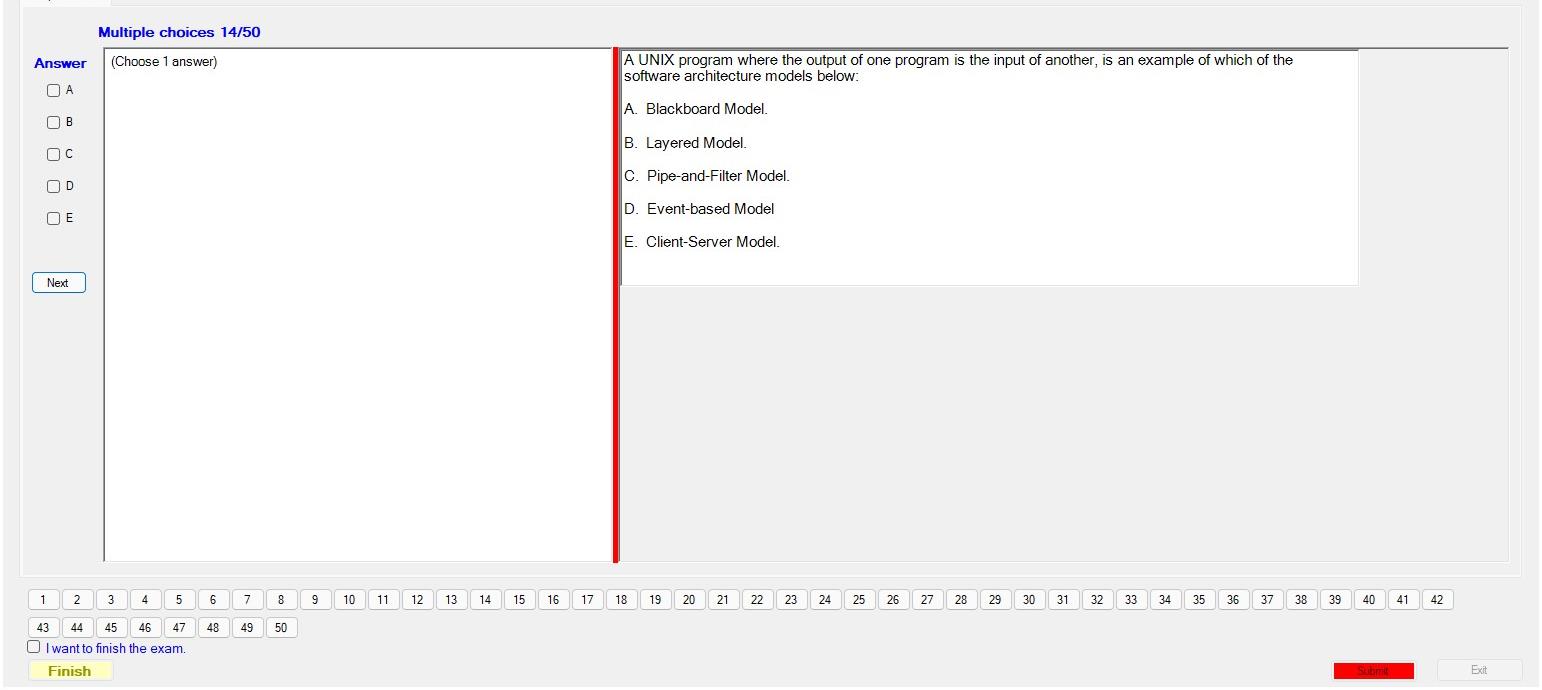 Multiple choices 14/50
Answer
(Choose 1 answer)
A
B
C
D
E
Next
A UNIX program where the output of one program is the input of another, is an example of which of the
software architecture models below:
A. Blackboard Model.
B. Layered Model.
C. Pipe-and-Filter Model.
D. Event-based Model
E. Client-Server Model.
1 2 3 4 5 6 7 8 9 10 11 12 13 14 15 16 17 18 19 20 21 22 23 24 25 26 27 28 29 30 31 32 33 34 35 36 37 38 39 40 41 42
43 44 45 46 47 48 49 50
I want to finish the exam.
Finish
Submit
Exit